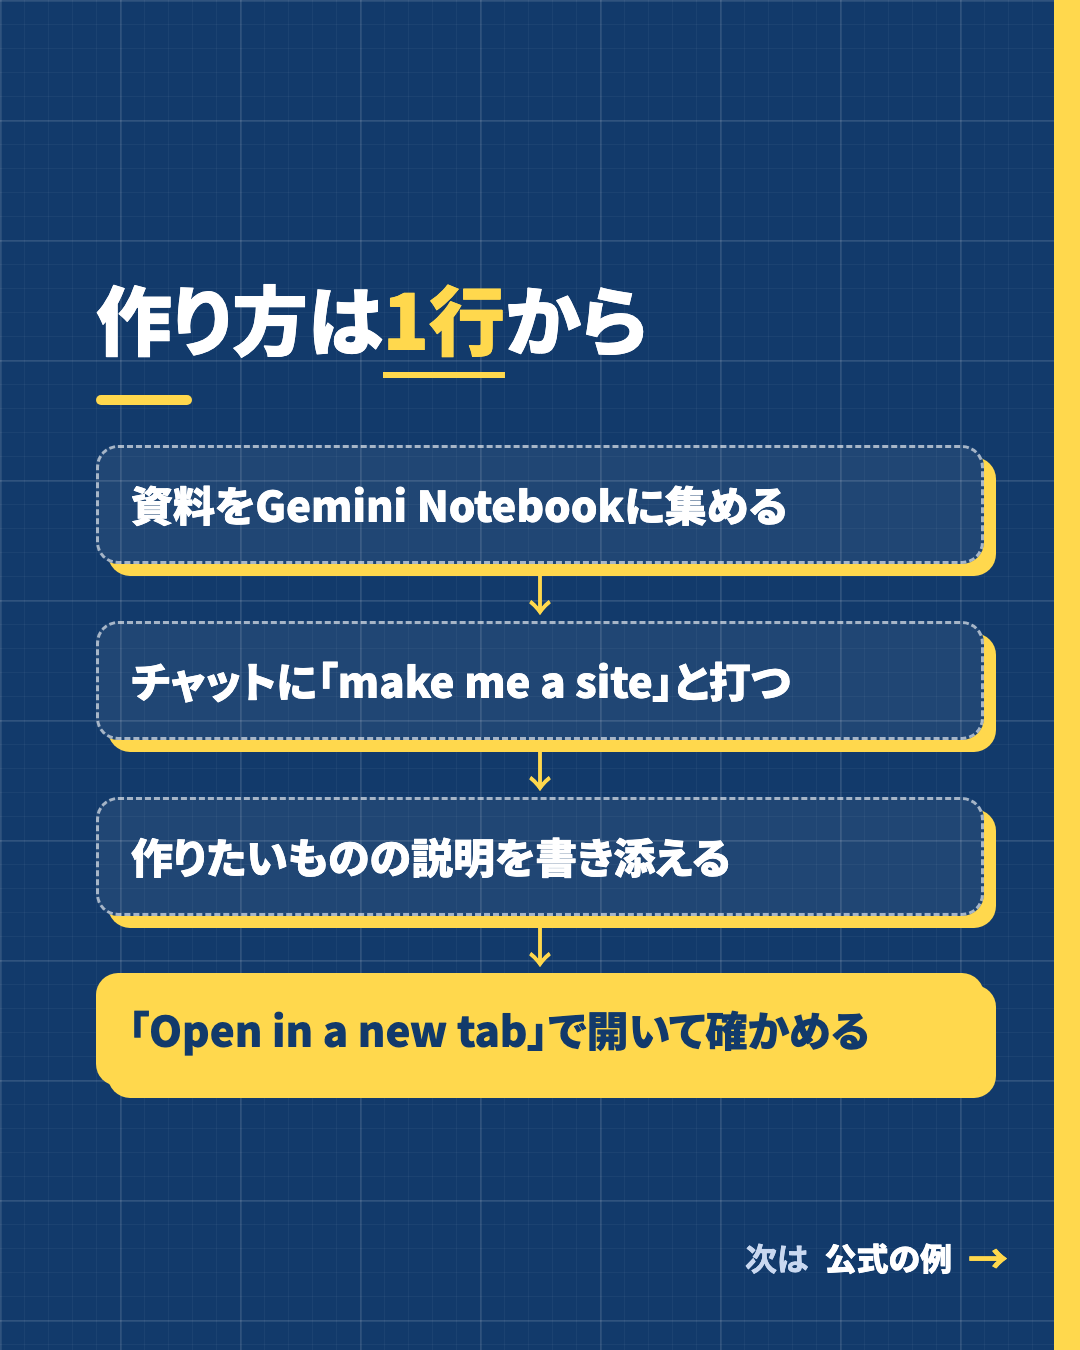 作り方は1行から
資料をGemini Notebookに集める
↓
チャットに「make me a site」と打つ
↓
作りたいものの説明を書き添える
↓
「Open in a new tab」で開いて確かめる
次は 公式の例 →